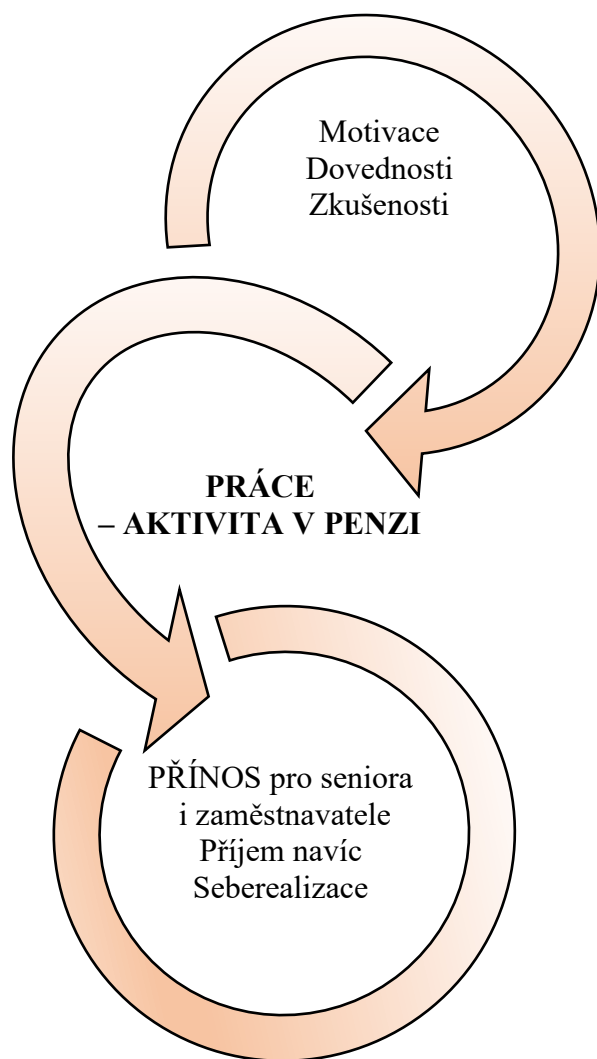 Motivace
Dovednosti
Zkušenosti
PRÁCE
– AKTIVITA V PENZI
PŘÍNOS pro seniora
i zaměstnavatele
Příjem navíc
Seberealizace